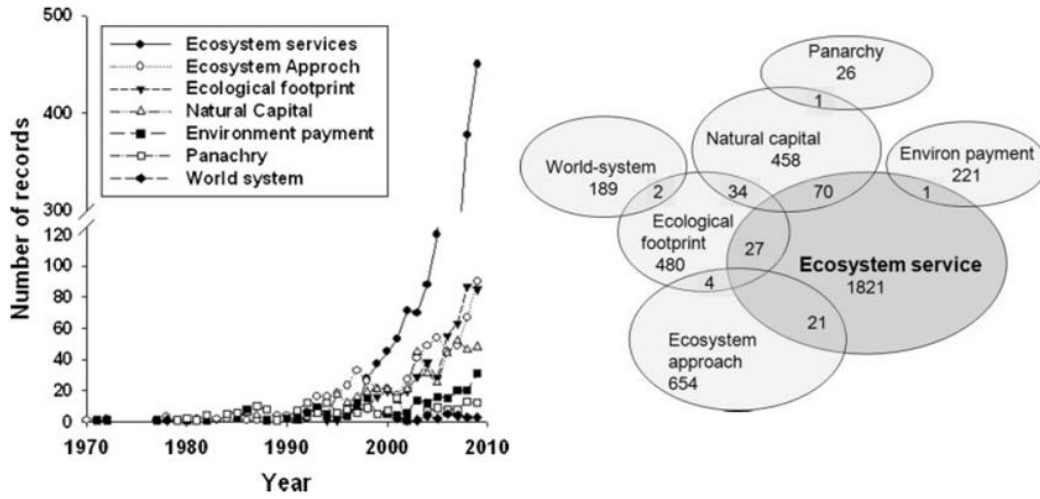 500
400
300
120
100
80
60
40
20
0
Number of records
Ecosystem services
Ecosystem Approch
Ecological footprint
Natural Capital
Environment payment
Panachry
World system
1970
1980
1990
2000
2010
Year
Panarchy
26
1
Natural capital
458
World-system
189
2
34
70
Environ payment
221
1
Ecological
footprint
480
27
4
Ecosystem service
1821
21
Ecosystem
approach
654